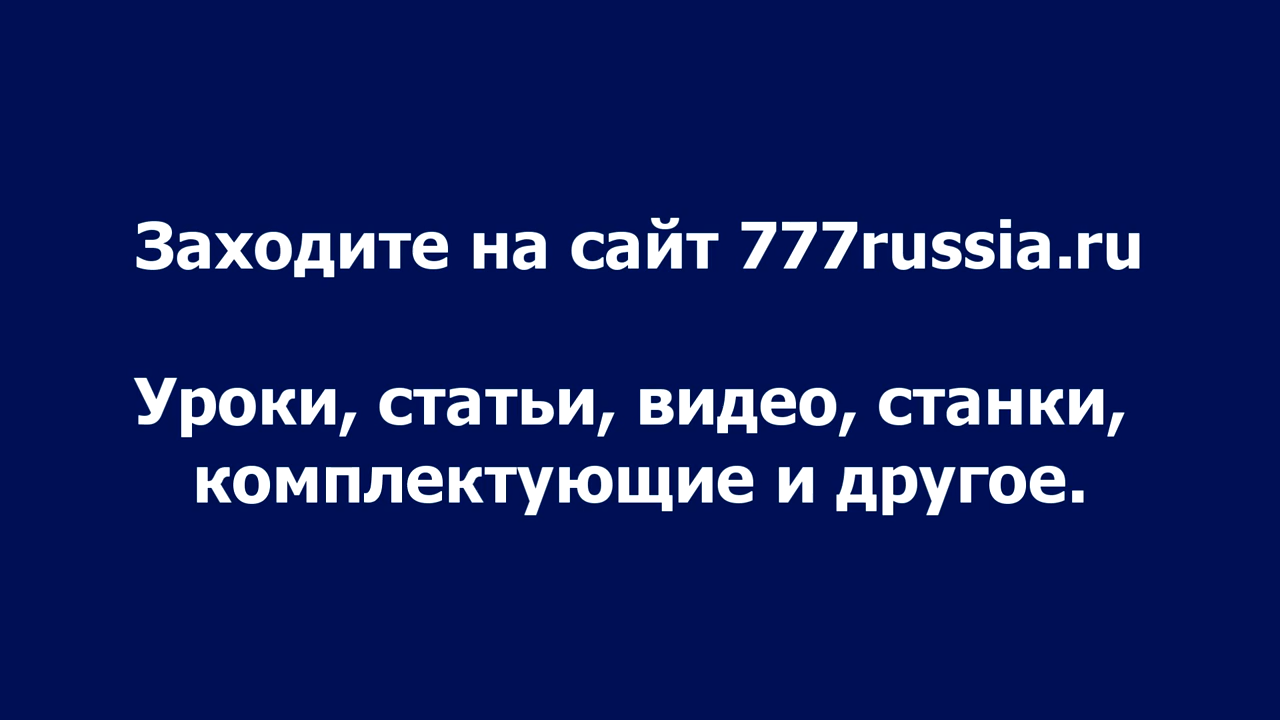 Заходите на сайт 777russia.ru
Уроки, статьи, видео, станки,
комплектующие и другое.